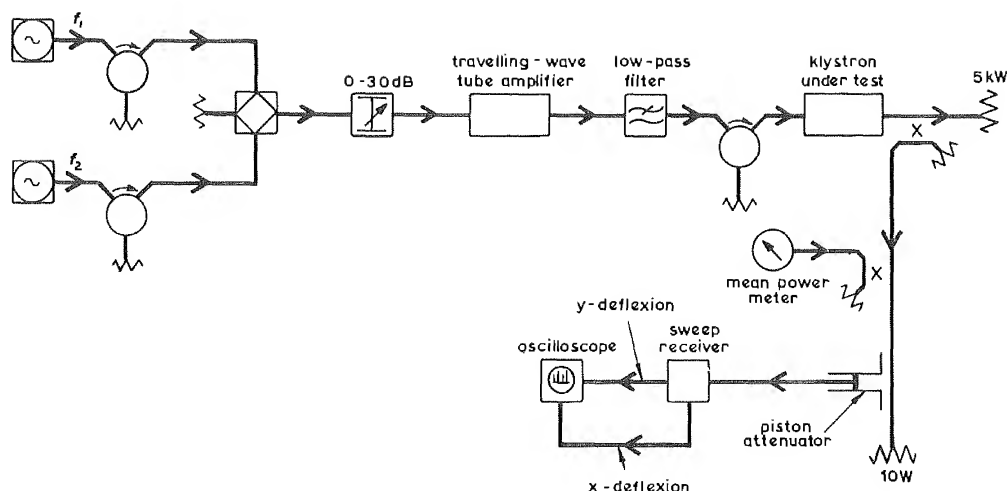 f₁
0-30dB
travelling-wave
tube amplifier
low-pass
filter
klystron
under test
5kW
f₂
X
mean power
meter
X
y-deflexion
oscilloscope
sweep
receiver
piston
attenuator
x-deflexion
10W